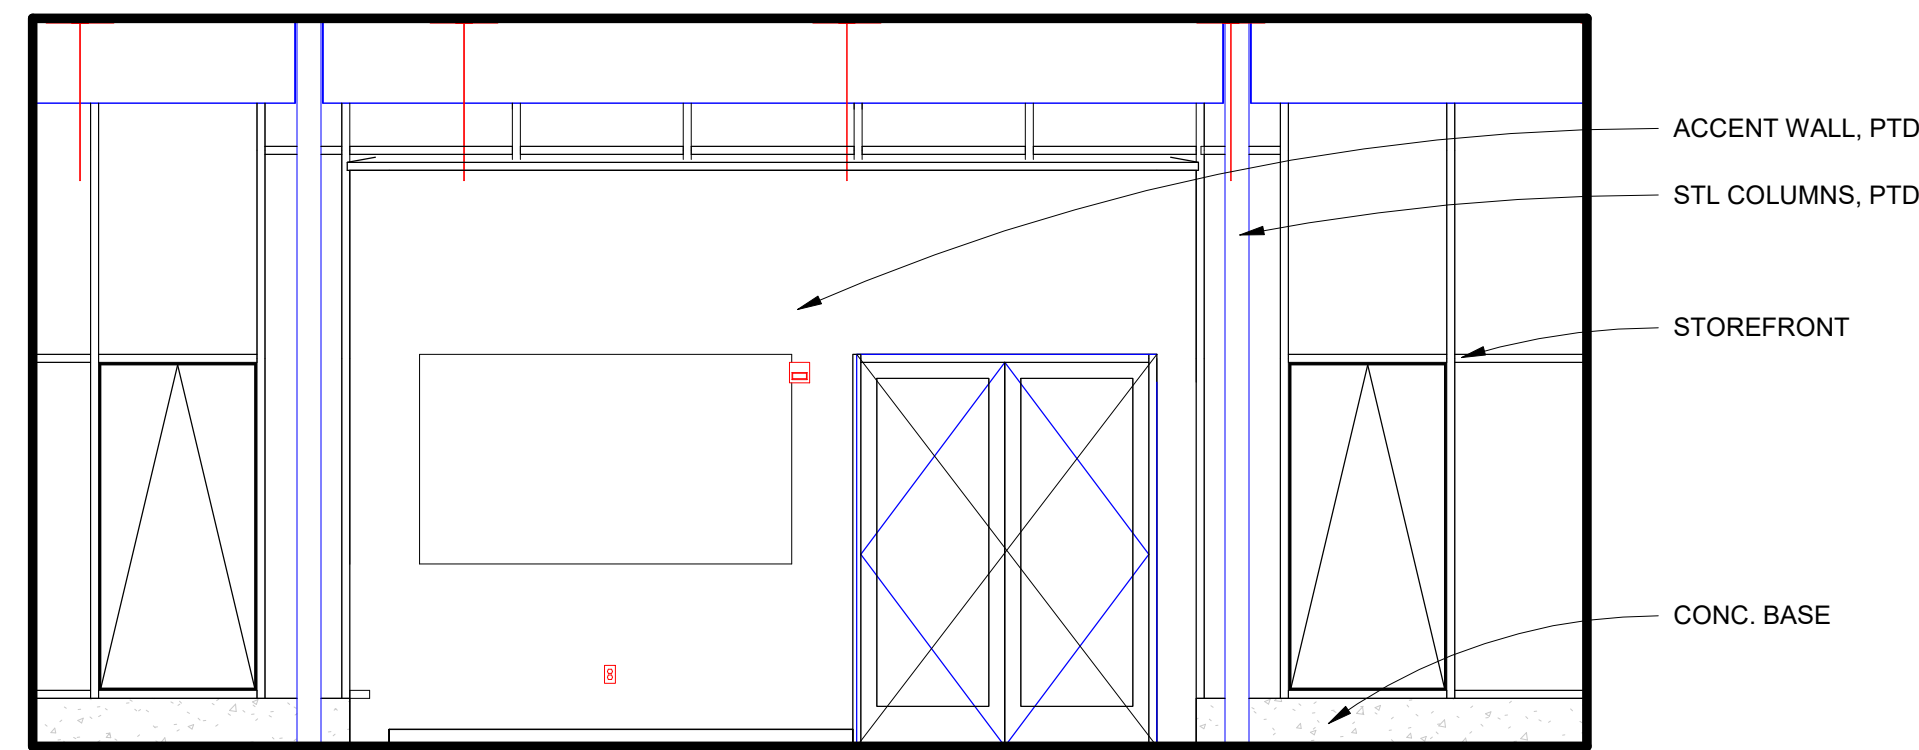 ACCENT WALL, PTD
STL COLUMNS, PTD
STOREFRONT
CONC. BASE